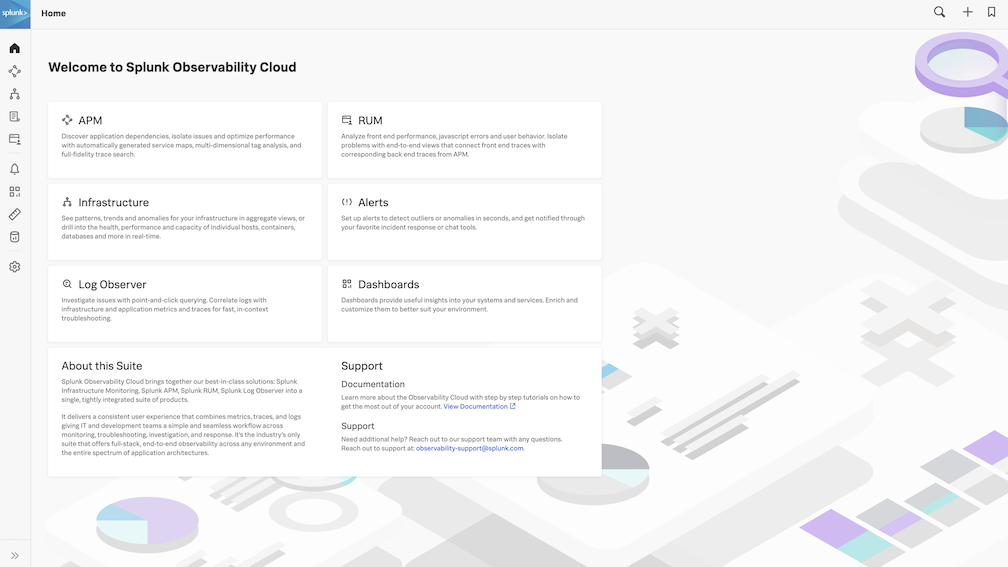 splunk>
Home
Welcome to Splunk Observability Cloud
APM
Discover application dependencies, isolate issues and optimize performance
with automatically generated service maps, multi-dimensional tag analysis, and
full-fidelity trace search.
RUM
Analyze front end performance, javascript errors and user behavior. Isolate
problems with end-to-end views that connect front end traces with
corresponding back end traces from APM.
Infrastructure
See patterns, trends and anomalies for your infrastructure in aggregate views, or
drill into the health, performance and capacity of individual hosts, containers,
databases and more in real-time.
Alerts
Set up alerts to detect outliers or anomalies in seconds, and get notified through
your favorite incident response or chat tools.
Log Observer
Investigate issues with point-and-click querying. Correlate logs with
infrastructure and application metrics and traces for fast, in-context
troubleshooting.
Dashboards
Dashboards provide useful insights into your systems and services. Enrich and
customize them to better suit your environment.
About this Suite
Splunk Observability Cloud brings together our best-in-class solutions: Splunk
Infrastructure Monitoring, Splunk APM, Splunk RUM, Splunk Log Observer into a
single, tightly integrated suite of products.
It delivers a consistent user experience that combines metrics, traces, and logs
giving IT and development teams a simple and seamless workflow across
monitoring, troubleshooting, investigation, and response. It's the industry's only
suite that offers full-stack, end-to-end observability across any environment and
the entire spectrum of application architectures.
Support
Documentation
Learn more about the Observability Cloud with step by step tutorials on how to
get the most out of your account. View Documentation
Support
Need additional help? Reach out to our support team with any questions.
Reach out to support at: observability-support@splunk.com.